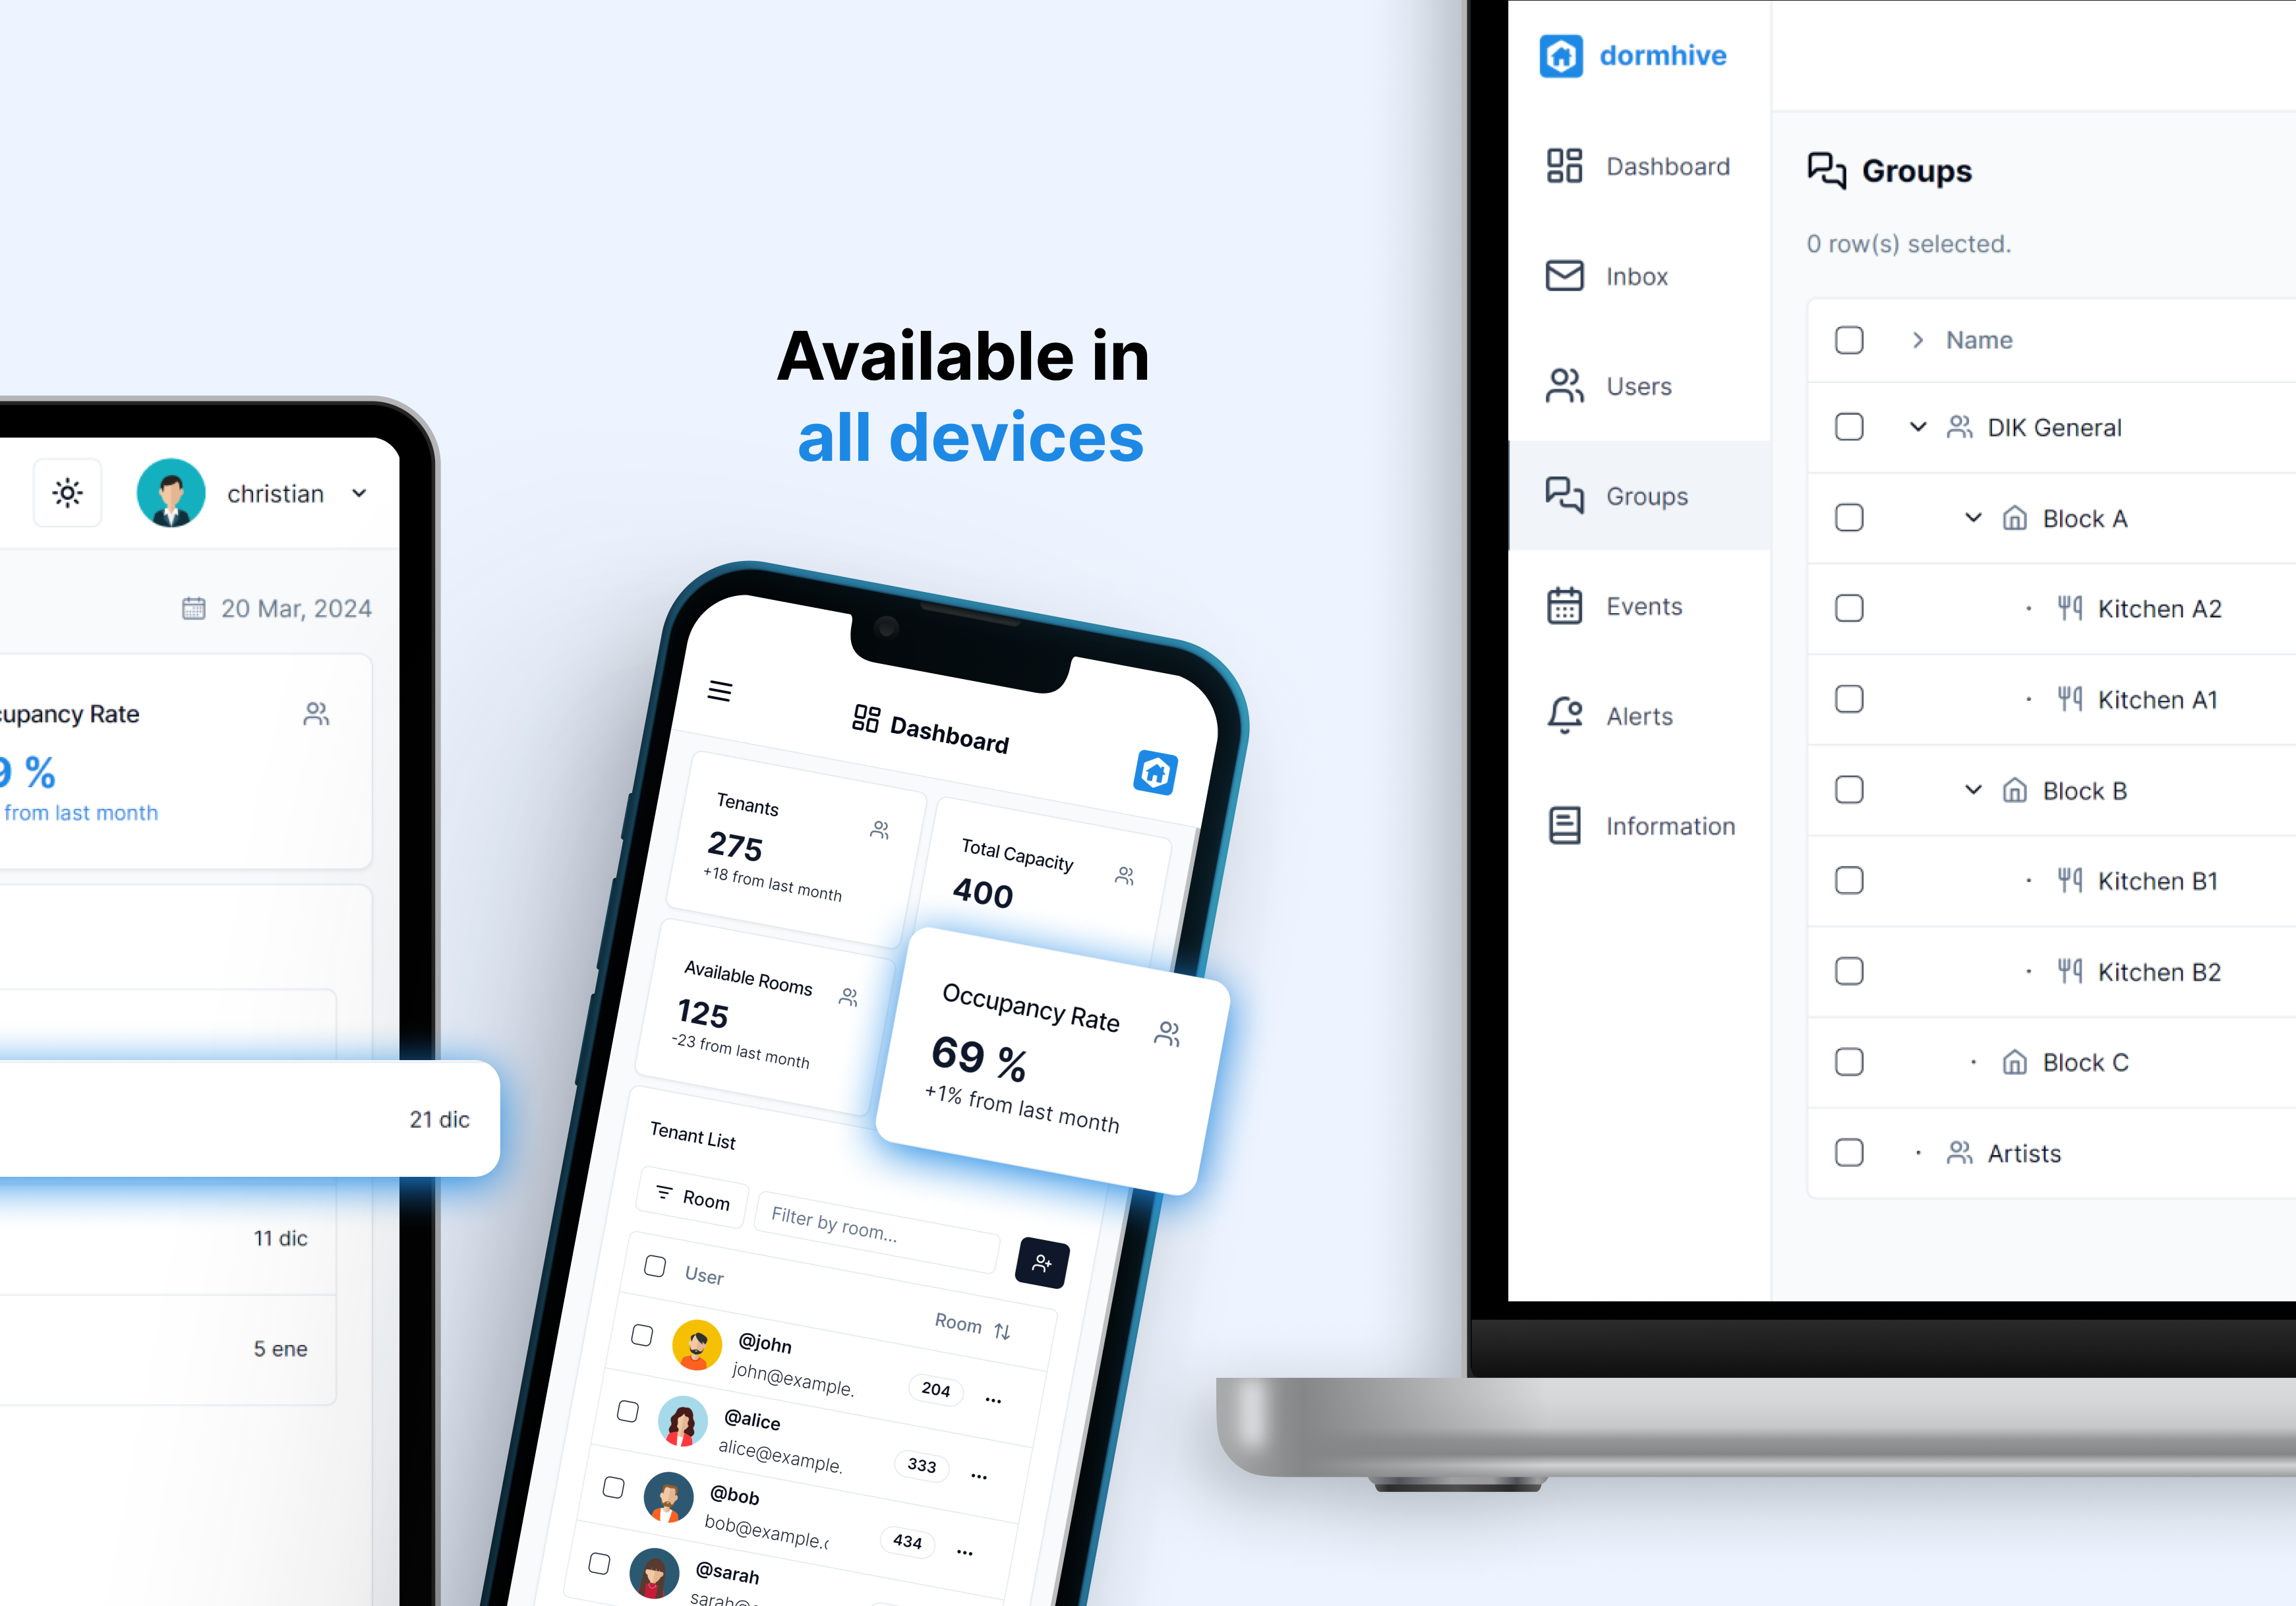 Available in
all devices
christian
20 Mar, 2024
cupancy Rate
9 %
from last month
21 dic
11 dic
5 ene
Dashboard
Tenants
275
+18 from last month
Total Capacity
400
Available Rooms
125
-23 from last month
Occupancy Rate
69 %
+1% from last month
Tenant List
Room
Filter by room...
User
Room
@john
john@example.
204
@alice
alice@example.
333
@bob
bob@example.c
434
@sarah
dormhive
Dashboard
Inbox
Users
Groups
Events
Alerts
Information
Groups
0 row(s) selected.
Name
DIK General
Block A
Kitchen A2
Kitchen A1
Block B
Kitchen B1
Kitchen B2
Block C
Artists